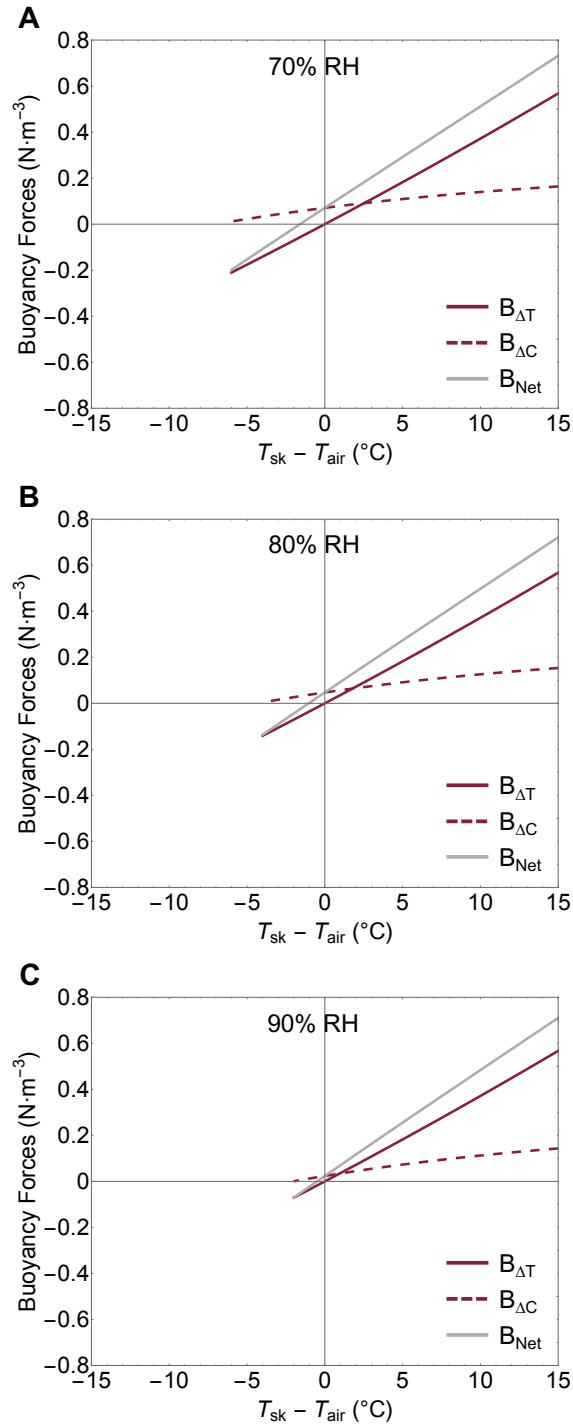 A
70% RH
Buoyancy Forces (N·m⁻³)
0.8
0.6
0.4
0.2
0
−0.2
−0.4
−0.6
−0.8
B_ΔT
B_ΔC
B_Net
−15 −10 −5 0 5 10 15
T_sk − T_air (°C)
B
80% RH
Buoyancy Forces (N·m⁻³)
0.8
0.6
0.4
0.2
0
−0.2
−0.4
−0.6
−0.8
B_ΔT
B_ΔC
B_Net
−15 −10 −5 0 5 10 15
T_sk − T_air (°C)
C
90% RH
Buoyancy Forces (N·m⁻³)
0.8
0.6
0.4
0.2
0
−0.2
−0.4
−0.6
−0.8
B_ΔT
B_ΔC
B_Net
−15 −10 −5 0 5 10 15
T_sk − T_air (°C)